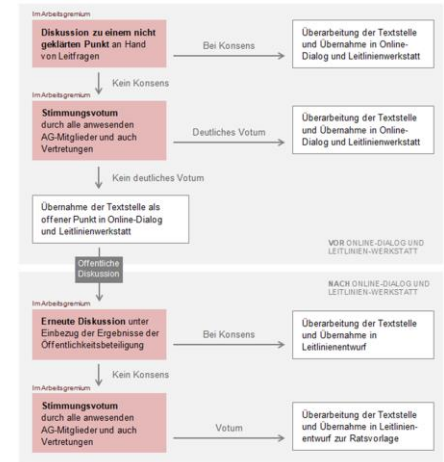 Im Arbeitsgremium
Diskussion zu einem nicht
geklärten Punkt an Hand
von Leitfragen
Bei Konsens
Überarbeitung der Textstelle
und Übernahme in Online-
Dialog und Leitlinienwerkstatt
Kein Konsens
Im Arbeitsgremium
Stimmungsvotum
durch alle anwesenden
AG-Mitglieder und auch
Vertretungen
Deutliches Votum
Überarbeitung der Textstelle
und Übernahme in Online-
Dialog und Leitlinienwerkstatt
Kein deutliches Votum
Übernahme der Textstelle als
offener Punkt in Online-Dialog
und Leitlinienwerkstatt
VOR ONLINE-DIALOG UND
LEITLINIEN-WERKSTATT
Öffentliche
Diskussion
NACH ONLINE-DIALOG UND
LEITLINIEN-WERKSTATT
Im Arbeitsgremium
Erneute Diskussion unter
Einbezug der Ergebnisse der
Öffentlichkeitsbeteiligung
Bei Konsens
Überarbeitung der Textstelle
und Übernahme in
Leitlinienentwurf
Kein Konsens
Im Arbeitsgremium
Stimmungsvotum
durch alle anwesenden
AG-Mitglieder und auch
Vertretungen
Votum
Überarbeitung der Textstelle
und Übernahme in Leitlinien-
entwurf zur Ratsvorlage